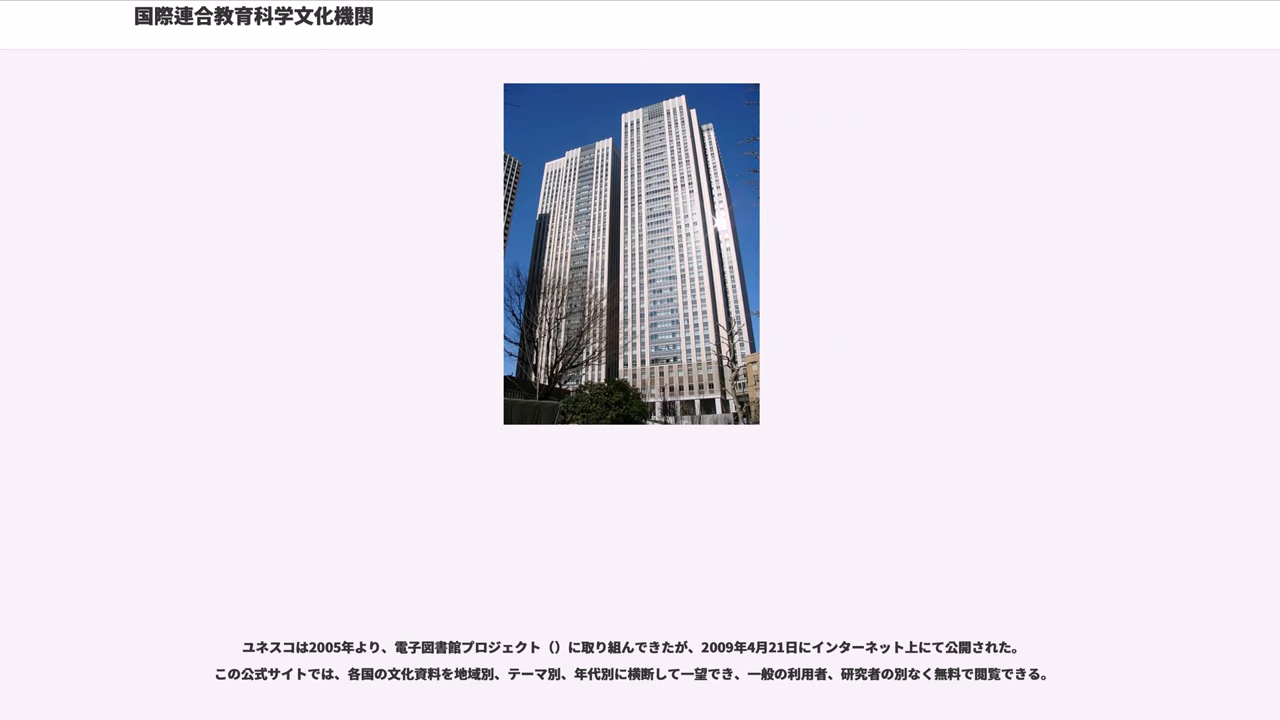 国際連合教育科学文化機関
ユネスコは2005年より、電子図書館プロジェクト（）に取り組んできたが、2009年4月21日にインターネット上にて公開された。
この公式サイトでは、各国の文化資料を地域別、テーマ別、年代別に横断して一望でき、一般の利用者、研究者の別なく無料で閲覧できる。